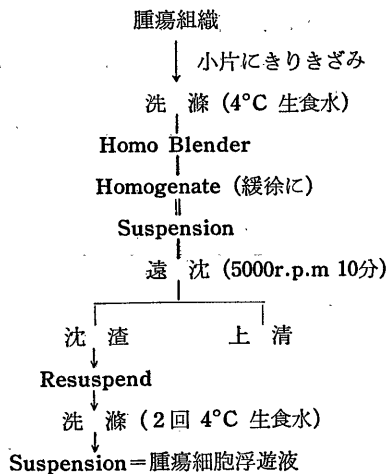 腫瘍組織
小片にきりきざみ
洗滌 (4°C 生食水)
Homo Blender
Homogenate (緩徐に)
Suspension
遠沈 (5000r.p.m 10分)
沈渣 上清
Resuspend
洗滌 (2回 4°C 生食水)
Suspension=腫瘍細胞浮遊液